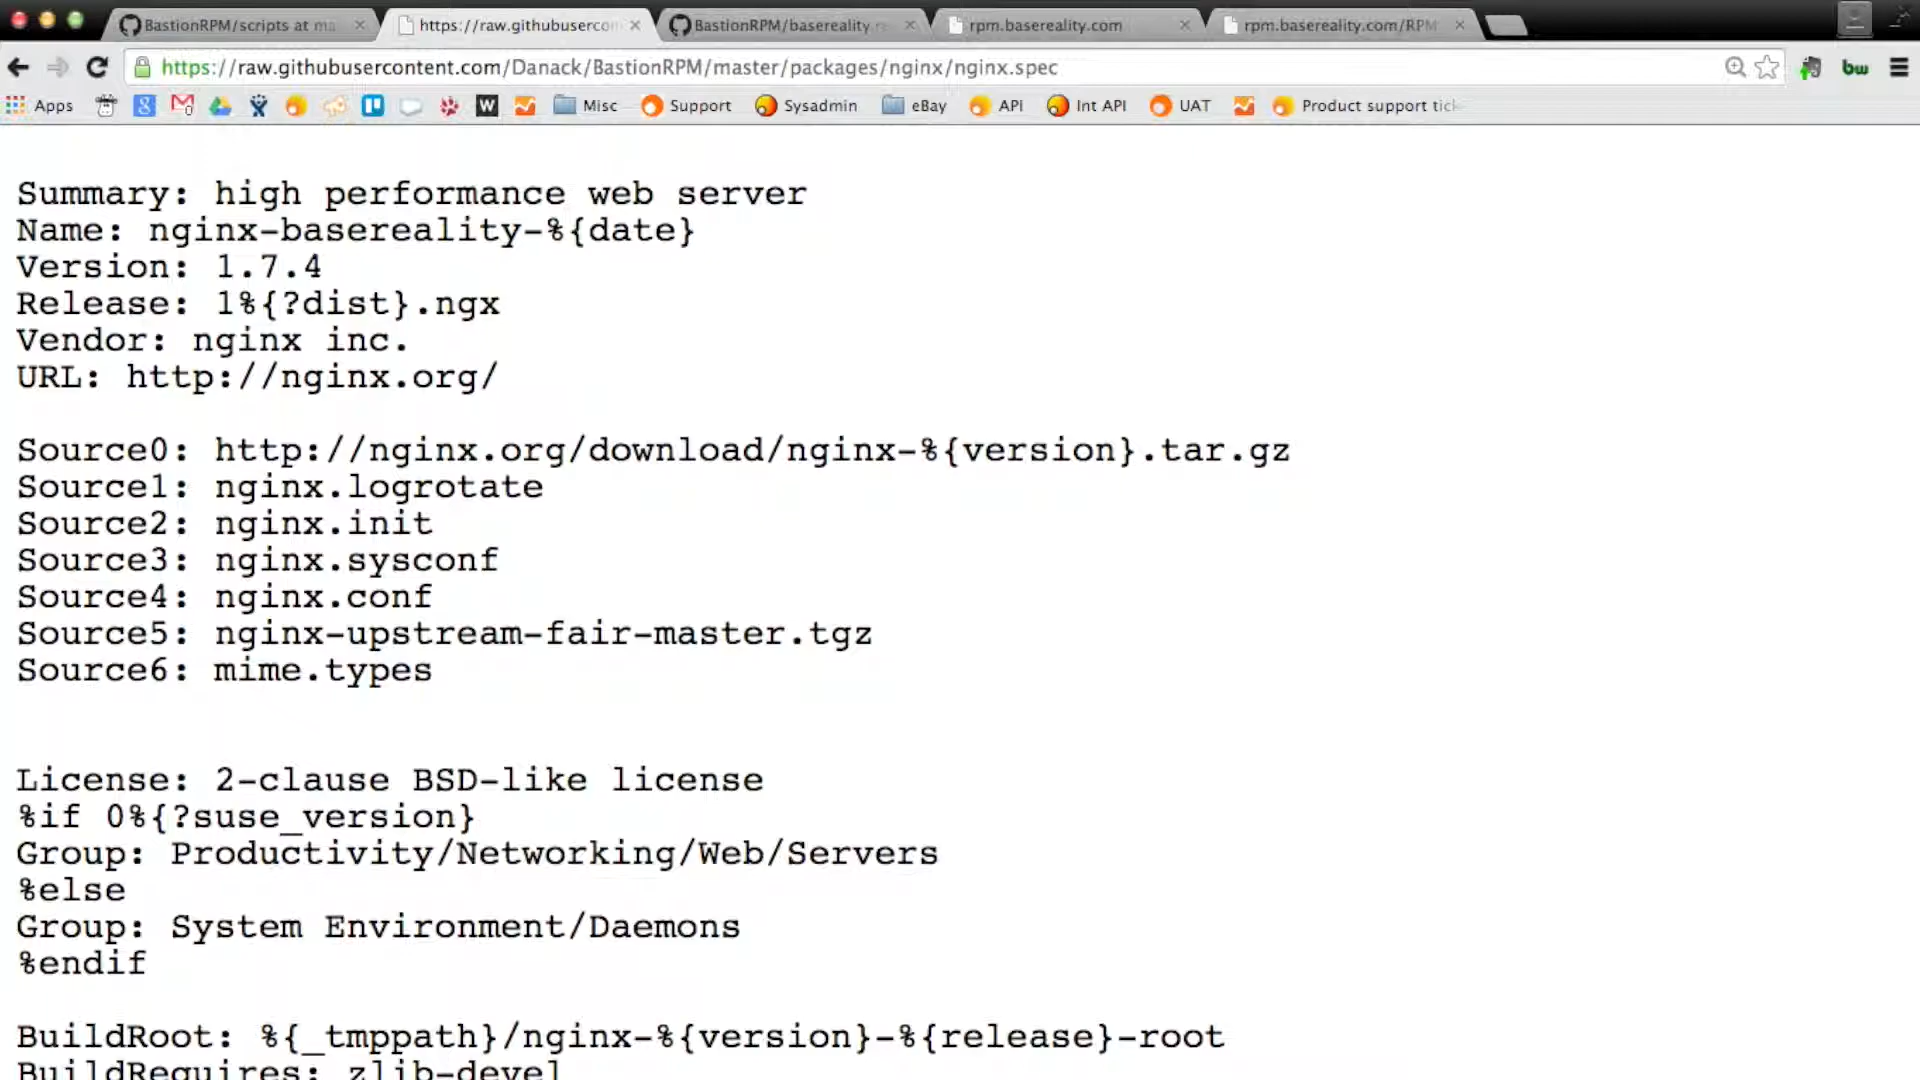 BastionRPM/scripts at ma
https://raw.githubuserco
BastionRPM/basereality.r
rpm.basereality.com
rpm.basereality.com/RPM
https://raw.githubusercontent.com/Danack/BastionRPM/master/packages/nginx/nginx.spec
bw
Apps
8
W
Misc
Support
Sysadmin
eBay
API
Int API
UAT
Product support tick
Summary: high performance web server
Name: nginx-basereality-%{date}
Version: 1.7.4
Release: 1%{?dist}.ngx
Vendor: nginx inc.
URL: http://nginx.org/
Source0: http://nginx.org/download/nginx-%{version}.tar.gz
Source1: nginx.logrotate
Source2: nginx.init
Source3: nginx.sysconf
Source4: nginx.conf
Source5: nginx-upstream-fair-master.tgz
Source6: mime.types
License: 2-clause BSD-like license
%if 0%{?suse_version}
Group: Productivity/Networking/Web/Servers
%else
Group: System Environment/Daemons
%endif
BuildRoot: %{_tmppath}/nginx-%{version}-%{release}-root
BuildRequires: zlib-devel